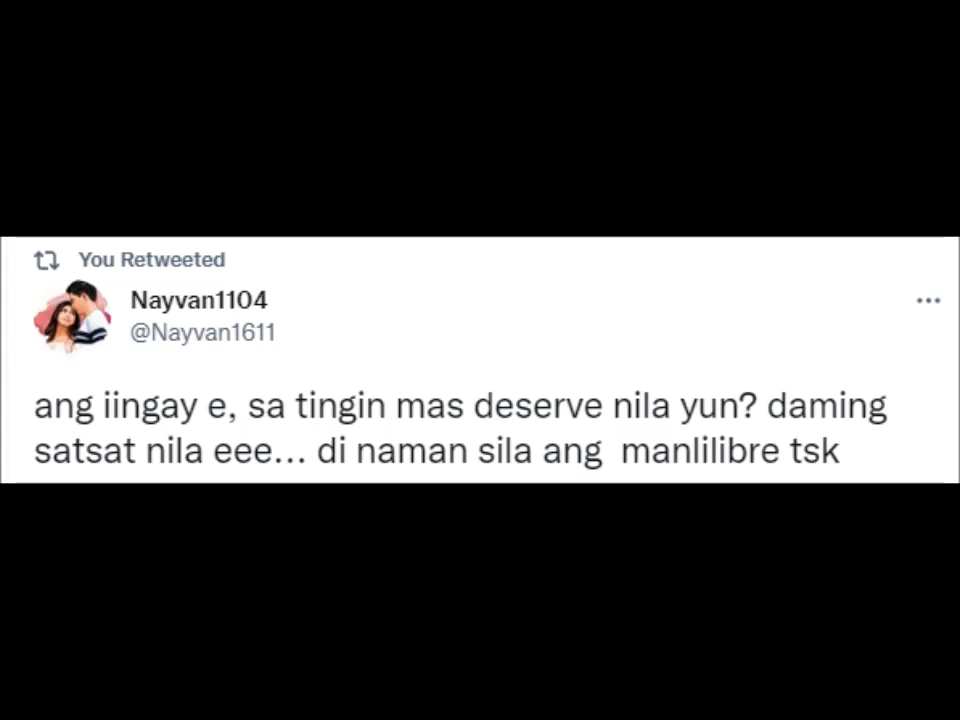 You Retweeted
Nayvan1104
@Nayvan1611
ang iingay e, sa tingin mas deserve nila yun? daming
satsat nila eee... di naman sila ang  manlilibre tsk